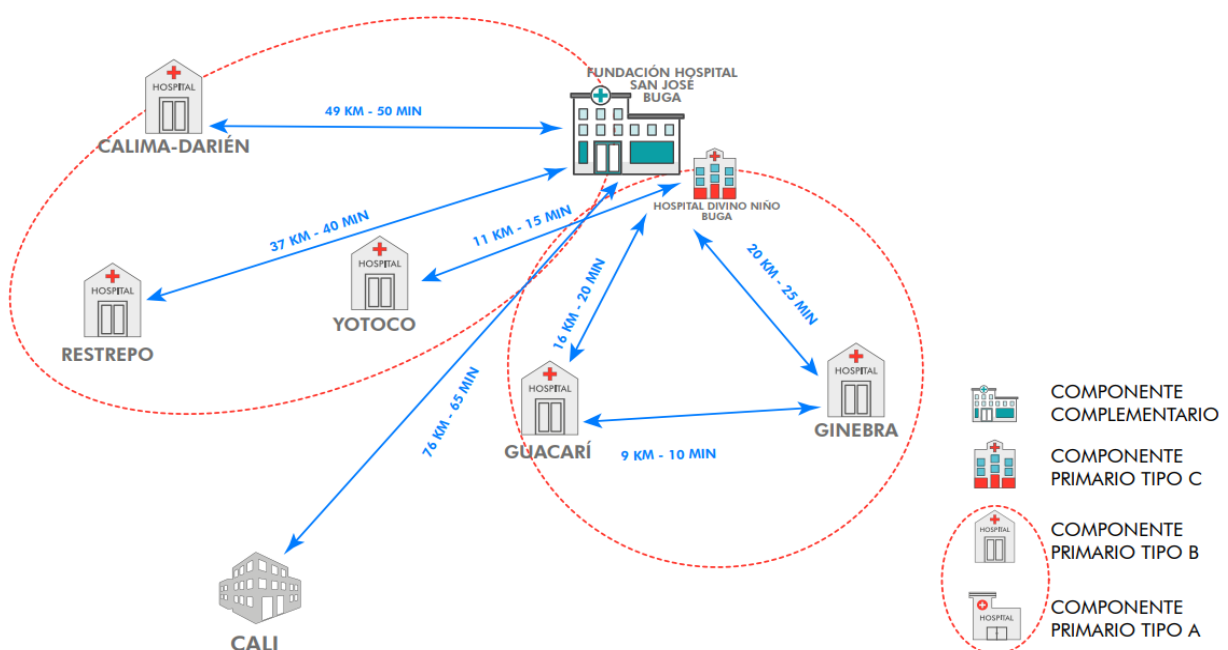 FUNDACIÓN HOSPITAL
SAN JOSÉ
BUGA
HOSPITAL
CALIMA-DARIÉN
49 KM - 50 MIN
HOSPITAL DIVINO NIÑO
BUGA
37 KM - 40 MIN
11 KM - 15 MIN
HOSPITAL
RESTREPO
HOSPITAL
YOTOCO
16 KM - 20 MIN
20 KM - 25 MIN
76 KM - 65 MIN
HOSPITAL
GUACARÍ
HOSPITAL
GINEBRA
9 KM - 10 MIN
CALI
COMPONENTE
COMPLEMENTARIO
COMPONENTE
PRIMARIO TIPO C
HOSPITAL
COMPONENTE
PRIMARIO TIPO B
HOSPITAL
COMPONENTE
PRIMARIO TIPO A